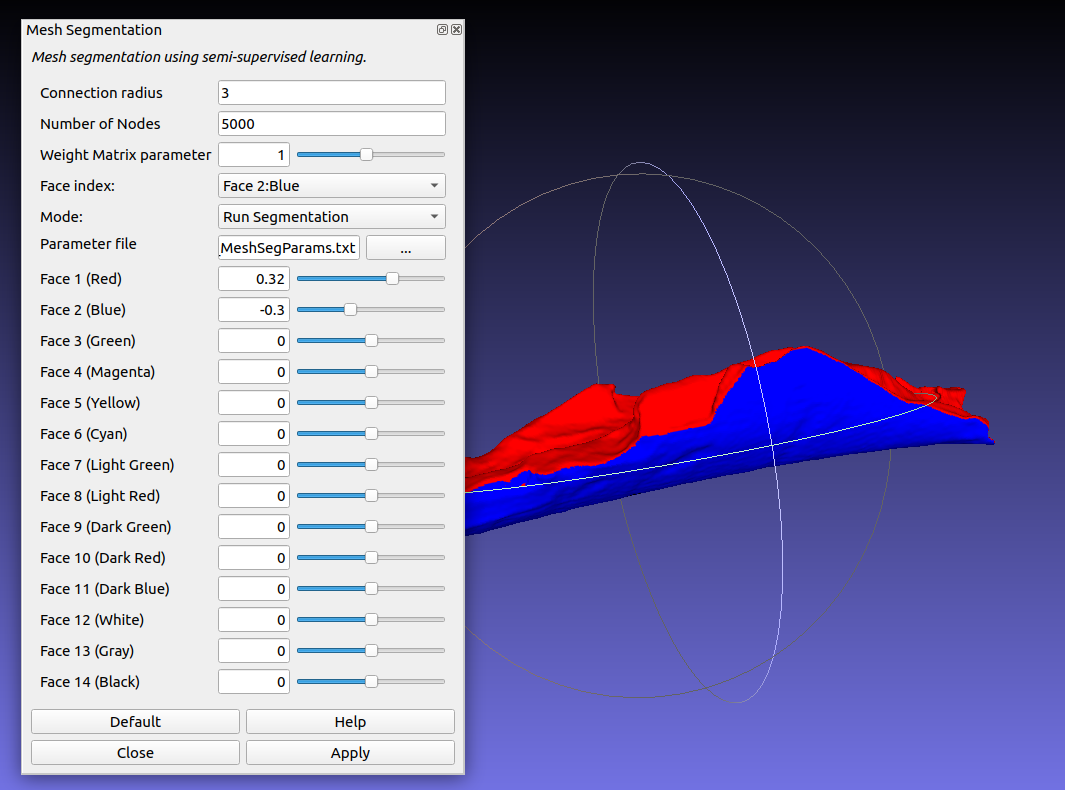 Mesh Segmentation
Mesh segmentation using semi-supervised learning.
Connection radius 3
Number of Nodes 5000
Weight Matrix parameter 1
Face index: Face 2:Blue
Mode: Run Segmentation
Parameter file _MeshSegParams.txt ...
Face 1 (Red) 0.32
Face 2 (Blue) -0.3
Face 3 (Green) 0
Face 4 (Magenta) 0
Face 5 (Yellow) 0
Face 6 (Cyan) 0
Face 7 (Light Green) 0
Face 8 (Light Red) 0
Face 9 (Dark Green) 0
Face 10 (Dark Red) 0
Face 11 (Dark Blue) 0
Face 12 (White) 0
Face 13 (Gray) 0
Face 14 (Black) 0
Default Help
Close Apply